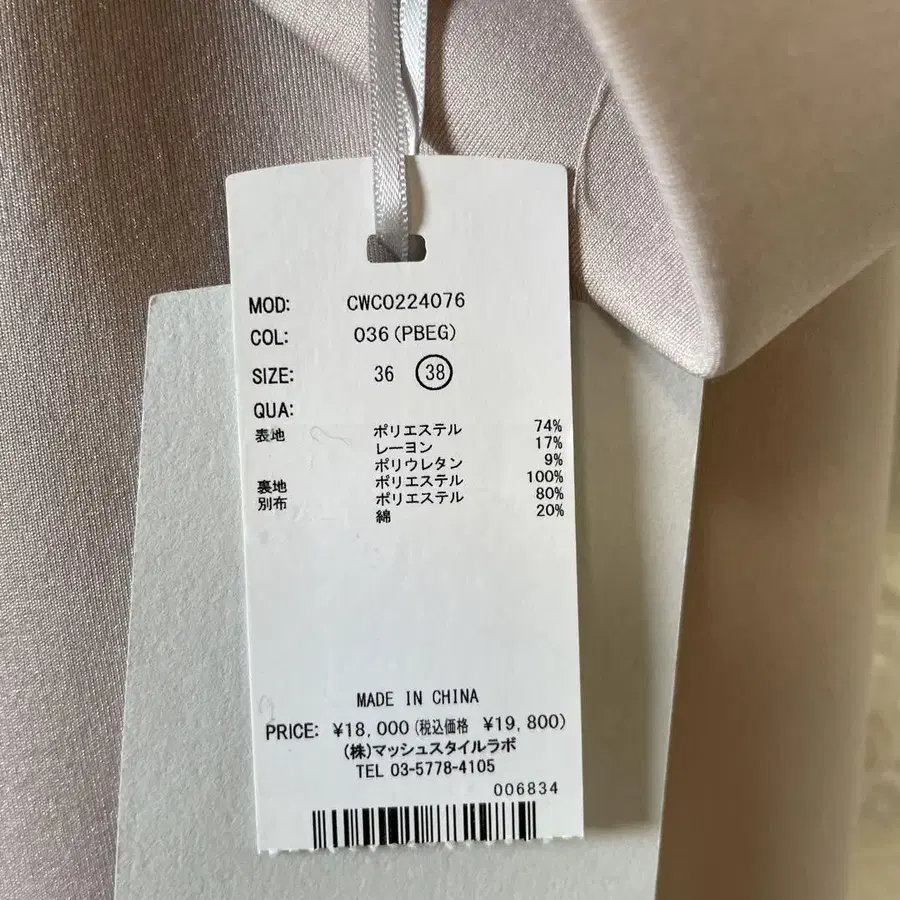 MOD: CWC0224076
COL: 036(PBEG)
SIZE: 36 38
QUA:
表地 ポリエステル 74%
レーヨン 17%
ポリウレタン 9%
裏地 ポリエステル 100%
別布 ポリエステル 80%
綿 20%
MADE IN CHINA
PRICE: ¥18,000(税込価格 ¥19,800)
(株)マッシュスタイルラボ
TEL 03-5778-4105
006834